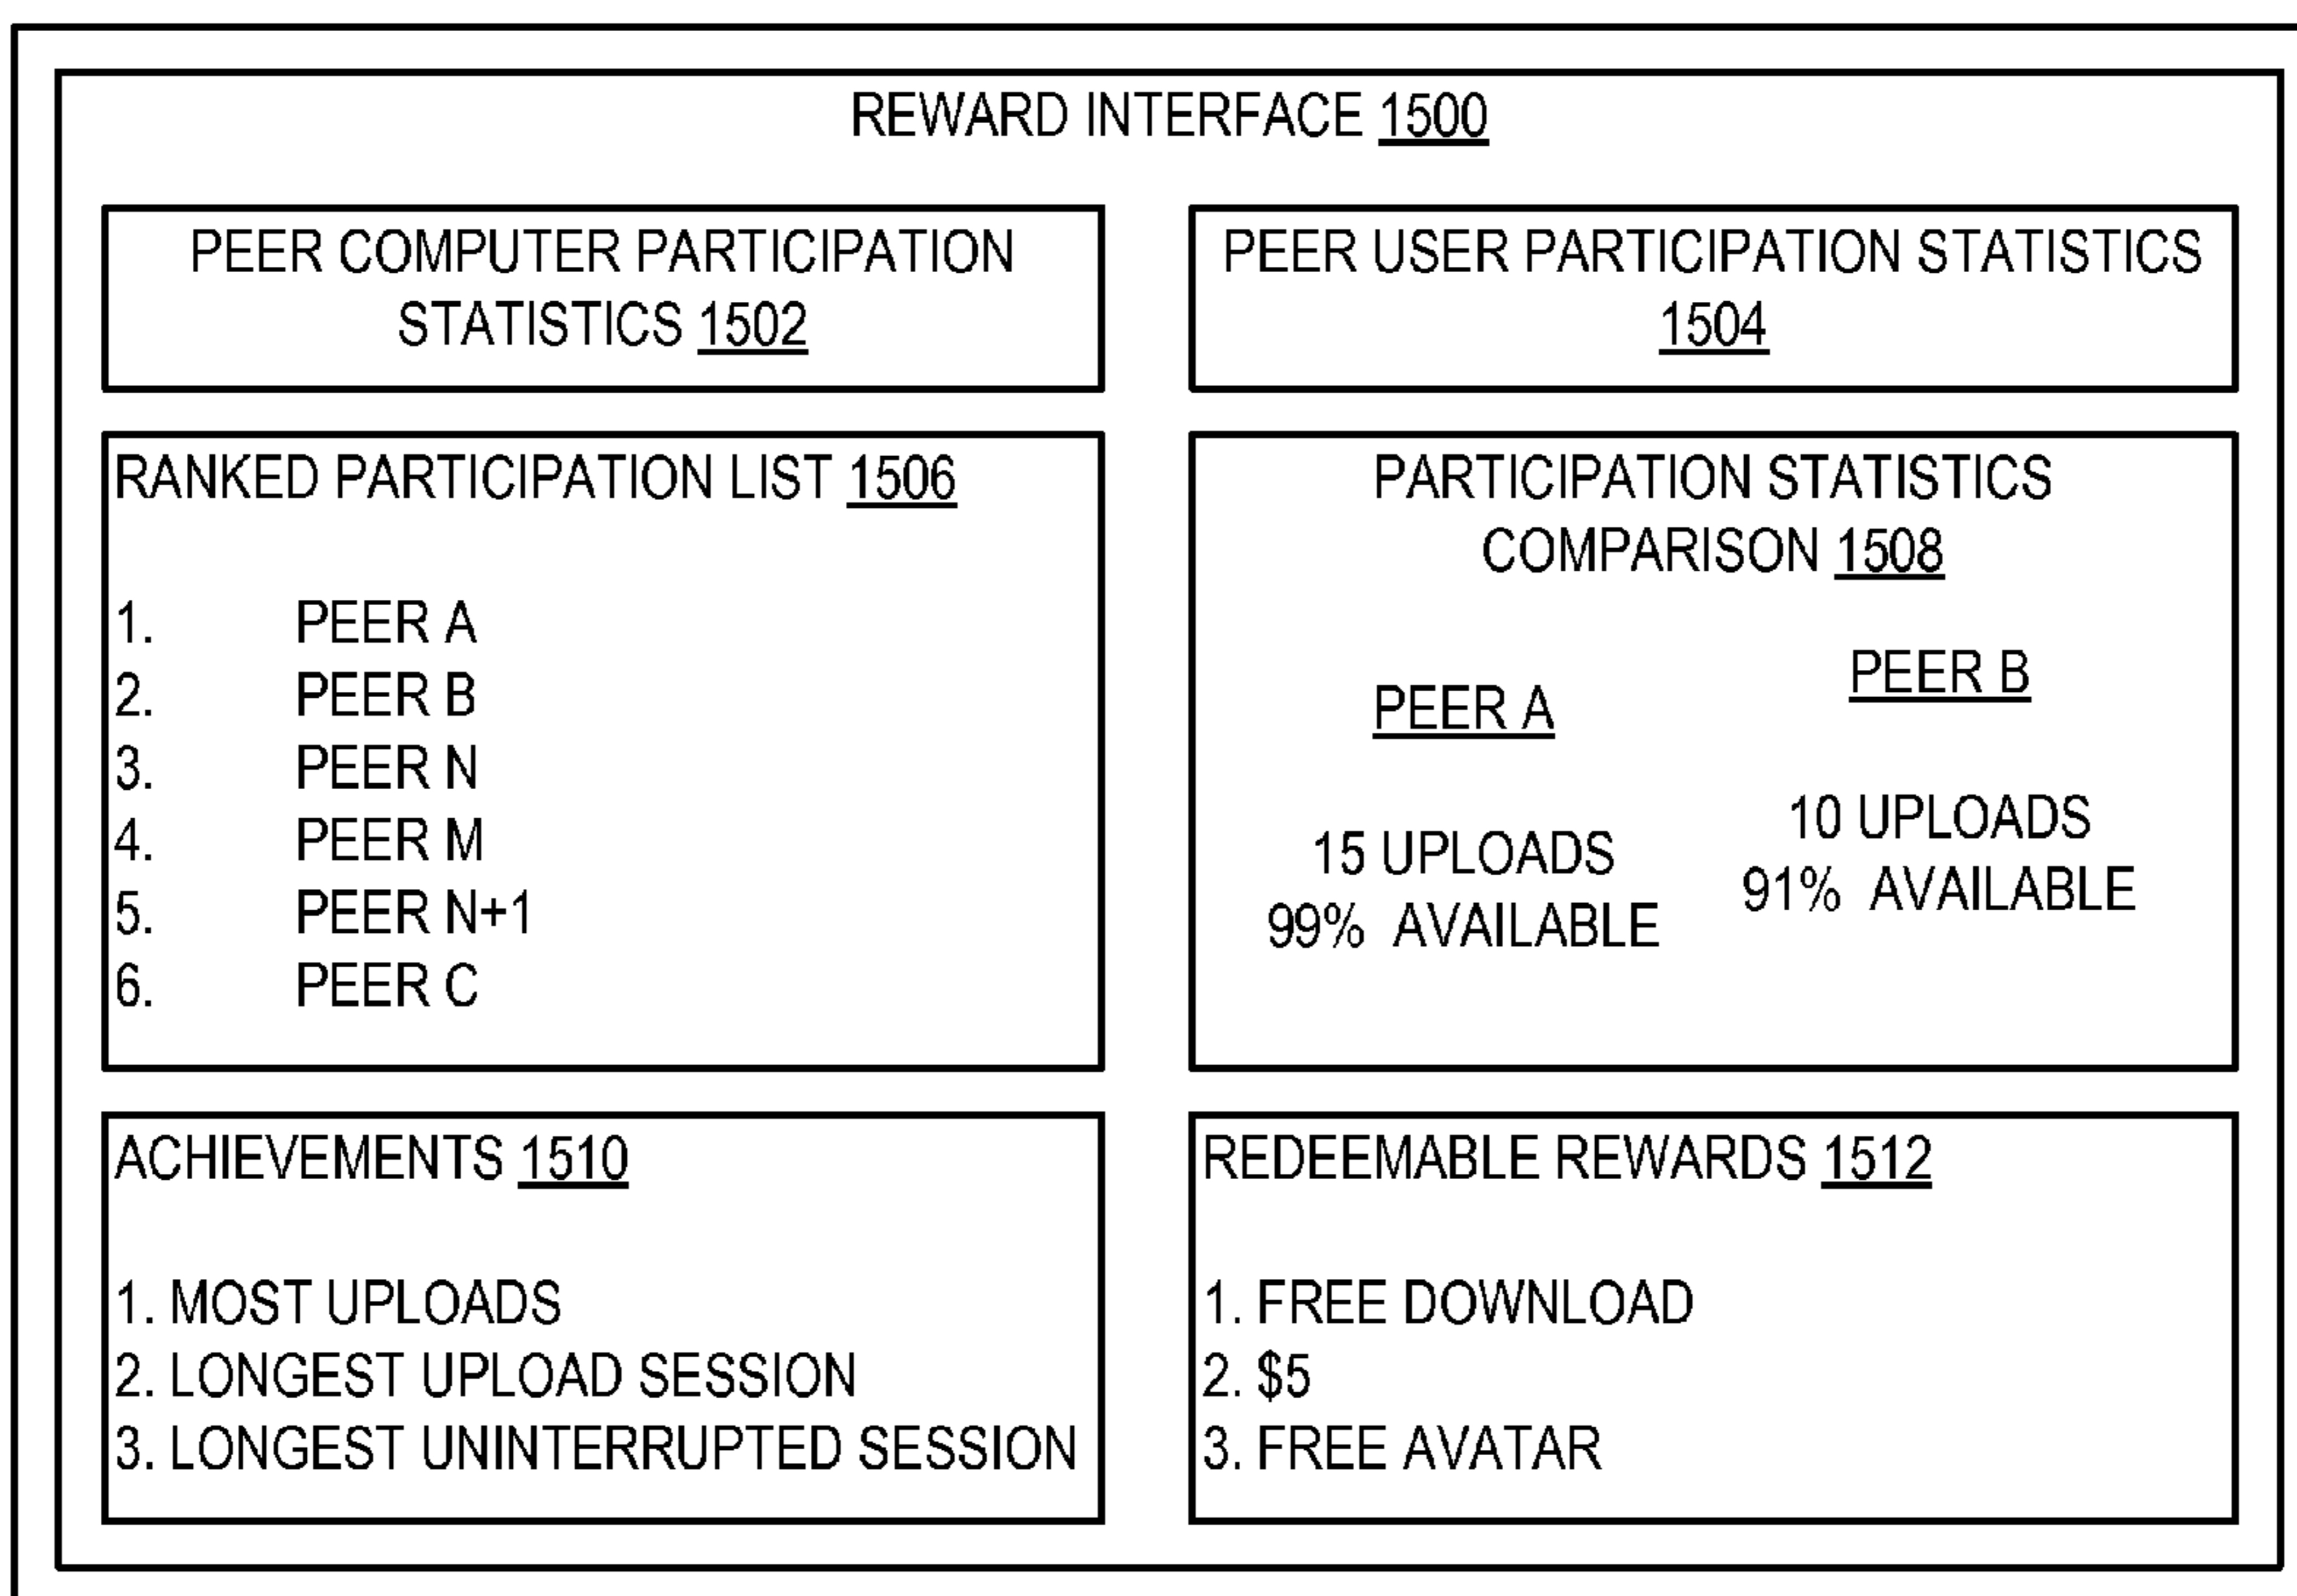 REWARD INTERFACE 1500
PEER COMPUTER PARTICIPATION
STATISTICS 1502
PEER USER PARTICIPATION STATISTICS
1504
RANKED PARTICIPATION LIST 1506
1. PEER A
2. PEER B
3. PEER N
4. PEER M
5. PEER N+1
6. PEER C
PARTICIPATION STATISTICS
COMPARISON 1508
PEER A
15 UPLOADS
99% AVAILABLE
PEER B
10 UPLOADS
91% AVAILABLE
ACHIEVEMENTS 1510
1. MOST UPLOADS
2. LONGEST UPLOAD SESSION
3. LONGEST UNINTERRUPTED SESSION
REDEEMABLE REWARDS 1512
1. FREE DOWNLOAD
2. $5
3. FREE AVATAR